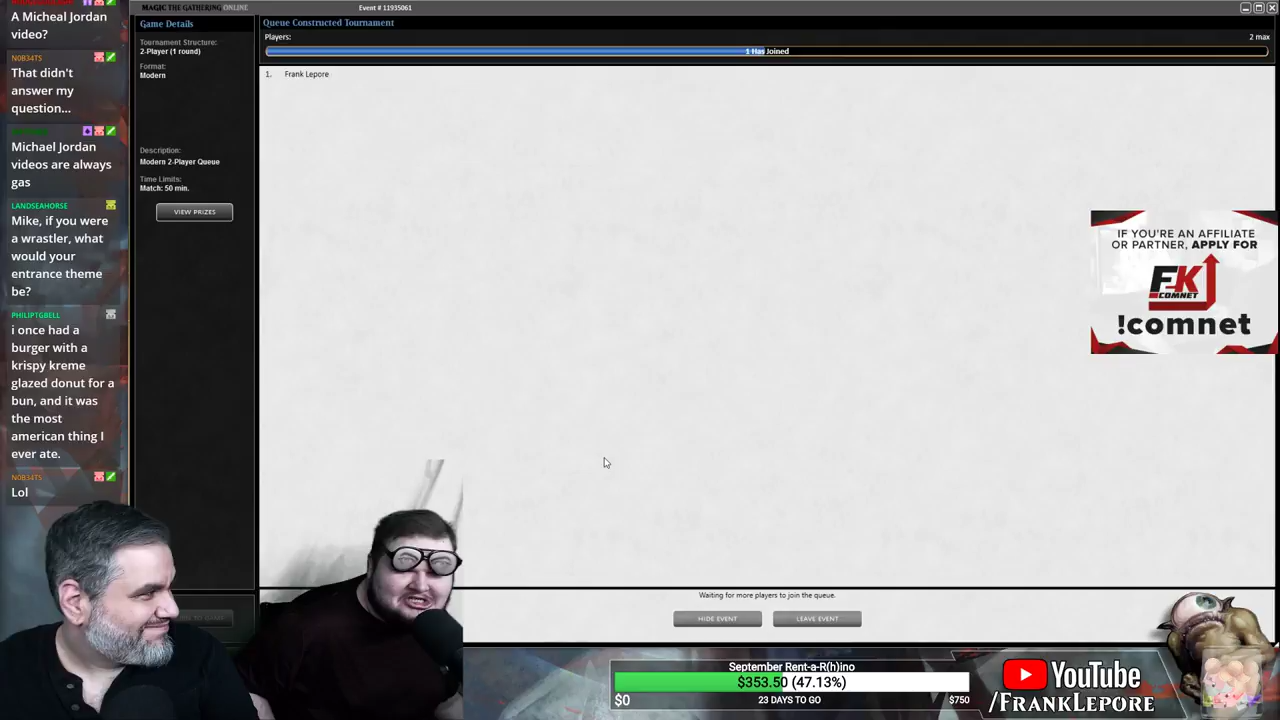 A Micheal Jordan
video?
N0B34TS
That didn't
answer my
question...
Michael Jordan
videos are always
gas
LANDSEAHORSE
Mike, if you were
a wrastler, what
would your
entrance theme
be?
PHILIPTGBELL
i once had a
burger with a
krispy kreme
glazed donut for a
bun, and it was
the most
american thing I
ever ate.
N0B34TS
Lol
MAGIC THE GATHERING ONLINE
Event # 11935061
Game Details
Tournament Structure:
2-Player (1 round)
Format:
Modern
Description:
Modern 2-Player Queue
Time Limits:
Match: 50 min.
VIEW PRIZES
Queue Constructed Tournament
Players:
2 max
1 Has Joined
1. Frank Lepore
IF YOU'RE AN AFFILIATE
OR PARTNER, APPLY FOR
F2K
COMNET
!comnet
Waiting for more players to join the queue.
HIDE EVENT
LEAVE EVENT
September Rent-a-R(h)ino
$353.50 (47.13%)
$0
23 DAYS TO GO
$750
YouTube
/FRANKLEPORE